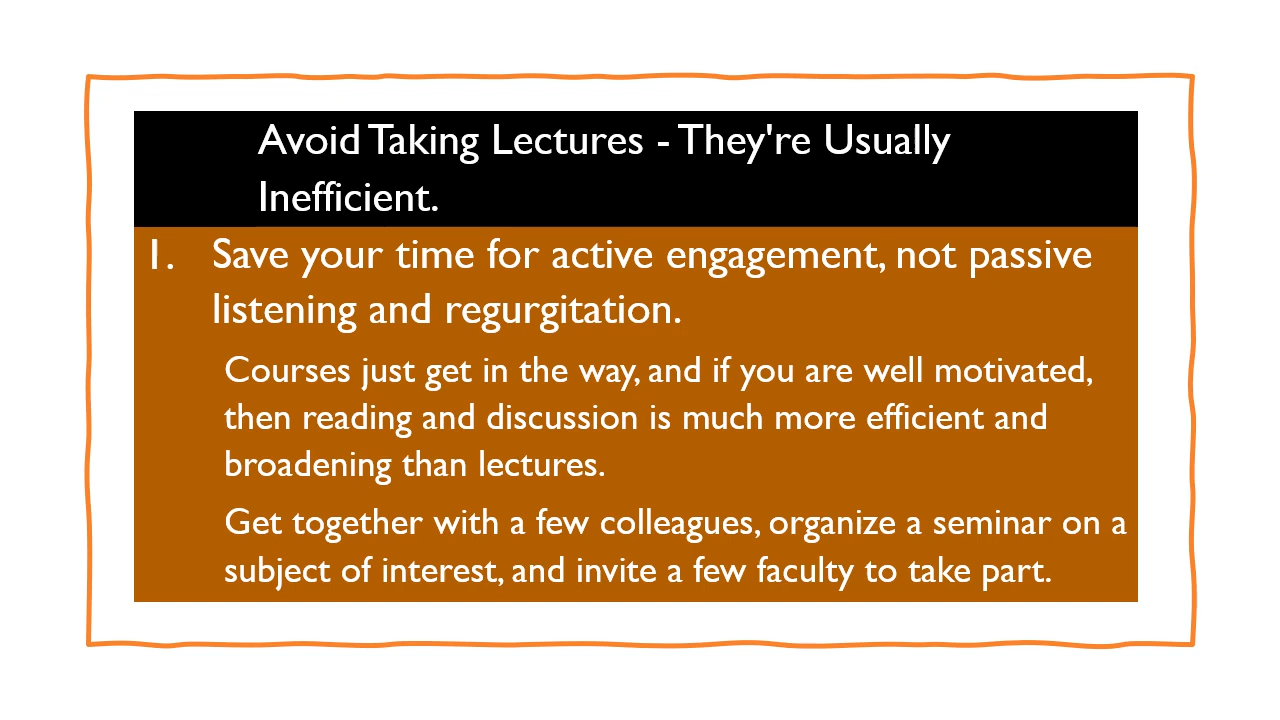 Avoid Taking Lectures - They're Usually
Inefficient.
1. Save your time for active engagement, not passive
listening and regurgitation.
Courses just get in the way, and if you are well motivated,
then reading and discussion is much more efficient and
broadening than lectures.
Get together with a few colleagues, organize a seminar on a
subject of interest, and invite a few faculty to take part.